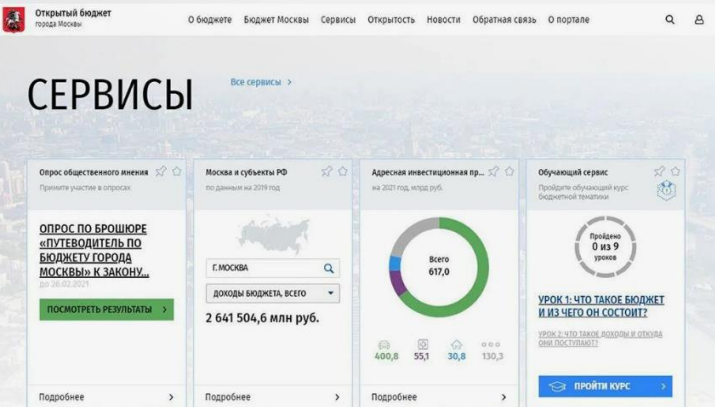 Открытый бюджет
города Москвы
О бюджете Бюджет Москвы Сервисы Открытость Новости Обратная связь О портале
СЕРВИСЫ
Все сервисы >
Опрос общественного мнения
Примите участие в опросах
ОПРОС ПО БРОШЮРЕ
«ПУТЕВОДИТЕЛЬ ПО
БЮДЖЕТУ ГОРОДА
МОСКВЫ» К ЗАКОНУ...
до 26.02.2021
ПОСМОТРЕТЬ РЕЗУЛЬТАТЫ >
Подробнее >
Москва и субъекты РФ
по данным на 2019 год
Г. МОСКВА
ДОХОДЫ БЮДЖЕТА, ВСЕГО
2 641 504,6 млн руб.
Подробнее >
Адресная инвестиционная пр...
на 2021 год, млрд руб.
Всего
617,0
400,8 55,1 30,8 130,3
Подробнее >
Обучающий сервис
Пройдите обучающий курс
бюджетной тематики
Пройдено
0 из 9
уроков
УРОК 1: ЧТО ТАКОЕ БЮДЖЕТ
И ИЗ ЧЕГО ОН СОСТОИТ?
УРОК 2: ЧТО ТАКОЕ ДОХОДЫ И ОТКУДА
ОНИ ПОСТУПАЮТ?
ПРОЙТИ КУРС >